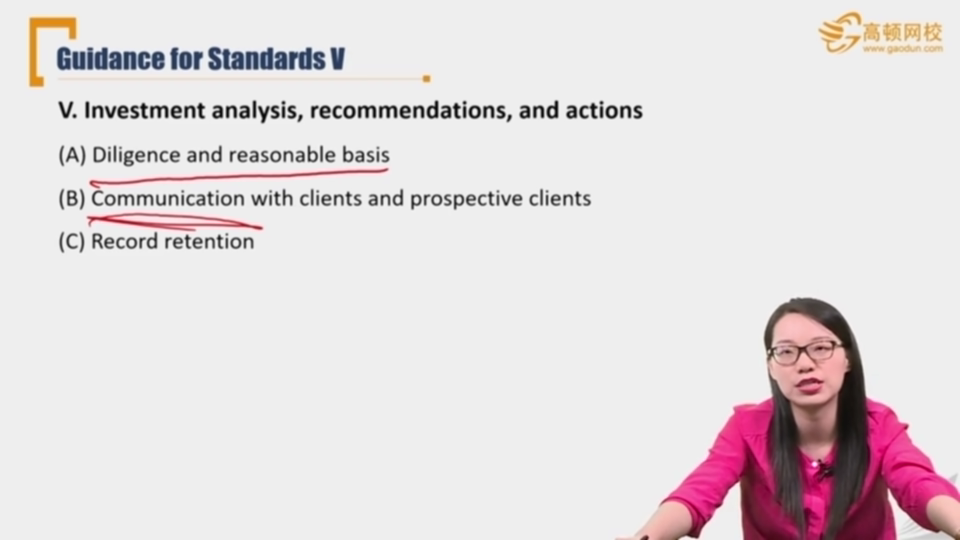 Guidance for Standards V
高顿网校
www.gaodun.com
V. Investment analysis, recommendations, and actions
(A) Diligence and reasonable basis
(B) Communication with clients and prospective clients
(C) Record retention